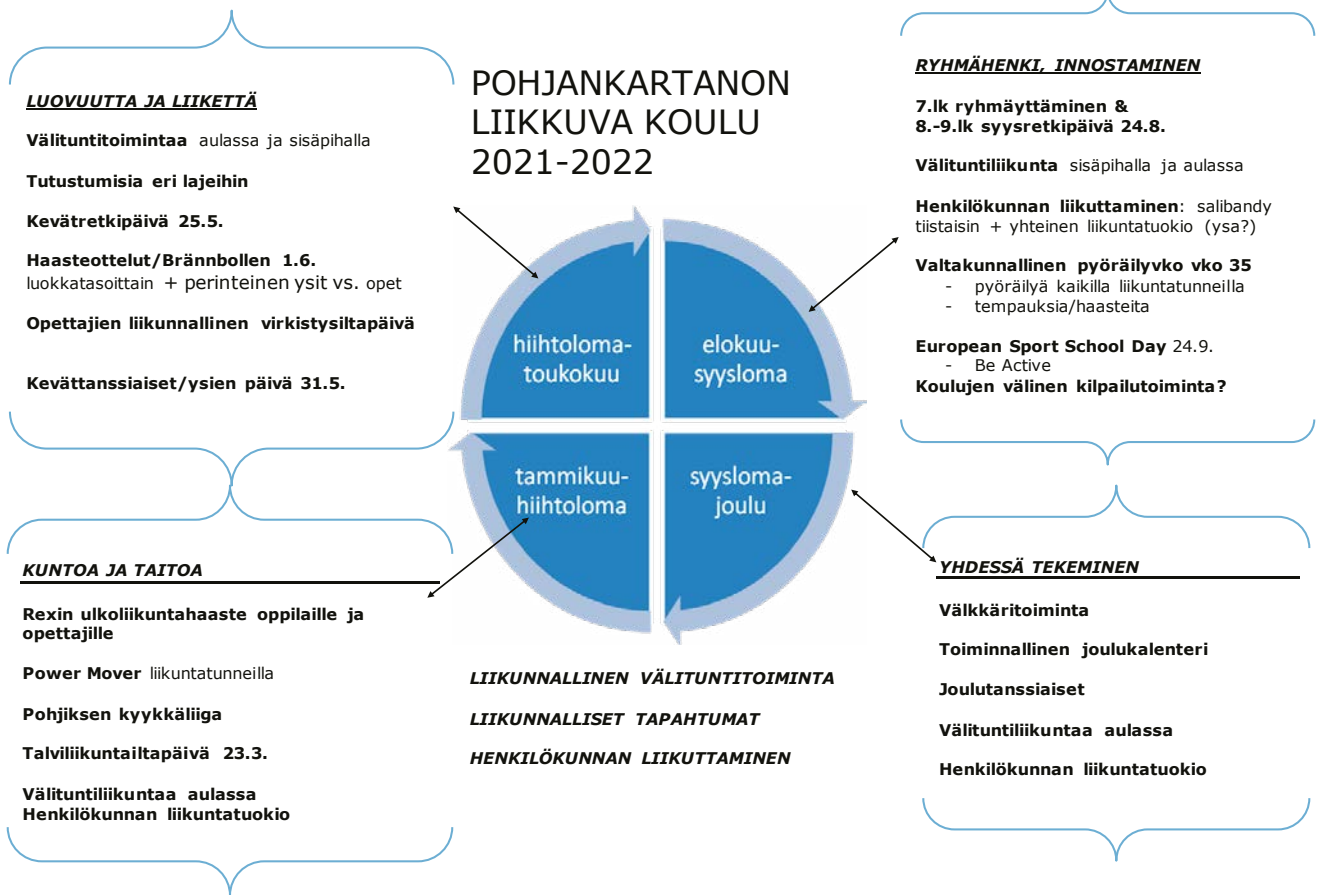 POHJANKARTANON
LIIKKUVA KOULU
2021-2022
LUOVUUTTA JA LIIKETTÄ
Välituntitoimintaa aulassa ja sisäpihalla
Tutustumisia eri lajeihin
Kevätretkipäivä 25.5.
Haasteottelut/Brännbollen 1.6.
luokkatasoittain + perinteinen ysit vs. opet
Opettajien liikunnallinen virkistysiltapäivä
Kevättanssiaiset/ysien päivä 31.5.
RYHMÄHENKI, INNOSTAMINEN
7.lk ryhmäyttäminen &
8.-9.lk syysretkipäivä 24.8.
Välituntiliikunta sisäpihalla ja aulassa
Henkilökunnan liikuttaminen: salibandy
tiistaisin + yhteinen liikuntatuokio (ysa?)
Valtakunnallinen pyöräilyvko vko 35
- pyöräilyä kaikilla liikuntatunneilla
- tempauksia/haasteita
European Sport School Day 24.9.
- Be Active
Koulujen välinen kilpailutoiminta?
hiihtoloma-
toukokuu
elokuu-
syysloma
tammikuu-
hiihtoloma
syysloma-
joulu
KUNTOA JA TAITOA
Rexin ulkoliikuntahaaste oppilaille ja
opettajille
Power Mover liikuntatunneilla
Pohjiksen kyykkäliiga
Talviliikuntailtapäivä 23.3.
Välituntiliikuntaa aulassa
Henkilökunnan liikuntatuokio
LIIKUNNALLINEN VÄLITUNTITOIMINTA
LIIKUNNALLISET TAPAHTUMAT
HENKILÖKUNNAN LIIKUTTAMINEN
YHDESSÄ TEKEMINEN
Välkkäritoiminta
Toiminnallinen joulukalenteri
Joulutanssiaiset
Välituntiliikuntaa aulassa
Henkilökunnan liikuntatuokio